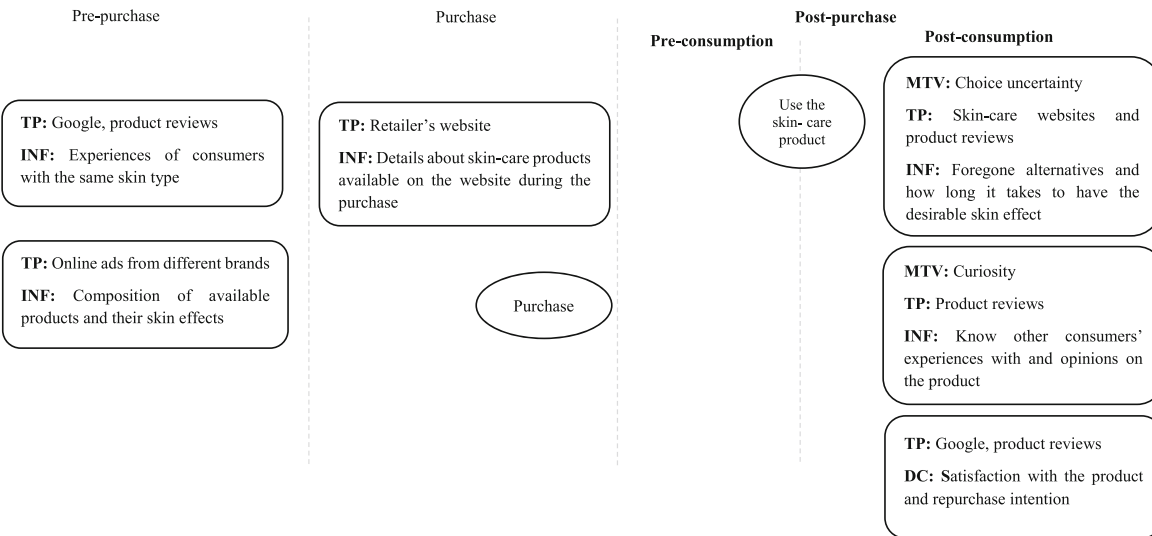 Pre-purchase
Purchase
Post-purchase
Pre-consumption
Post-consumption
TP: Google, product reviews
INF: Experiences of consumers
with the same skin type
TP: Online ads from different brands
INF: Composition of available
products and their skin effects
TP: Retailer's website
INF: Details about skin-care products
available on the website during the
purchase
Purchase
Use the
skin- care
product
MTV: Choice uncertainty
TP: Skin-care websites and
product reviews
INF: Foregone alternatives and
how long it takes to have the
desirable skin effect
MTV: Curiosity
TP: Product reviews
INF: Know other consumers'
experiences with and opinions on
the product
TP: Google, product reviews
DC: Satisfaction with the product
and repurchase intention